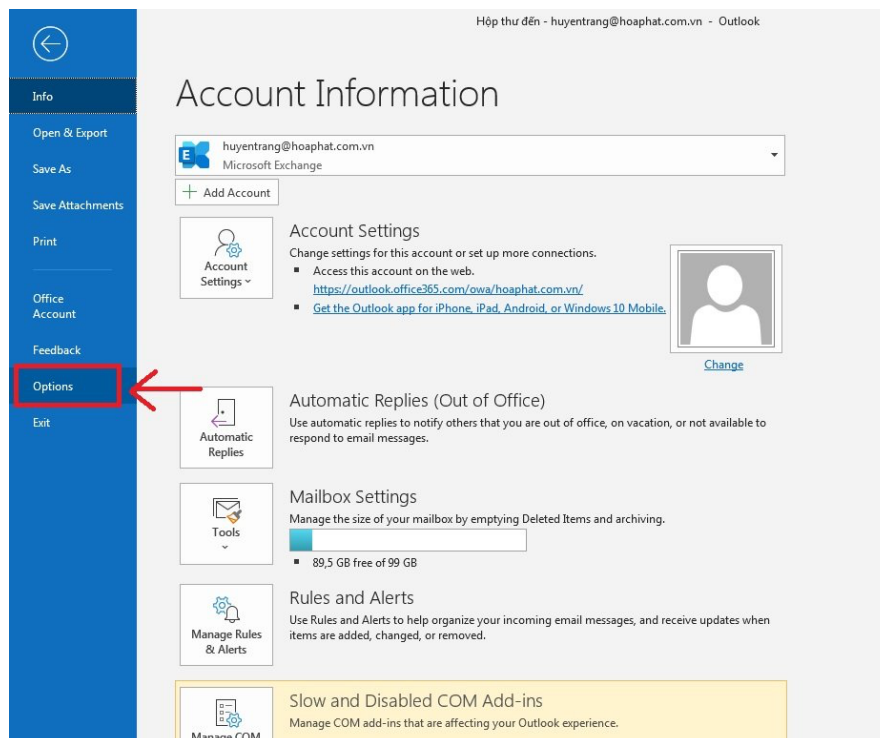 Hộp thư đến - huyentrang@hoaphat.com.vn - Outlook
Info
Open & Export
Save As
Save Attachments
Print
Office
Account
Feedback
Options
Exit
Account Information
huyentrang@hoaphat.com.vn
Microsoft Exchange
Add Account
Account
Settings
Account Settings
Change settings for this account or set up more connections.
Access this account on the web.
https://outlook.office365.com/owa/hoaphat.com.vn/
Get the Outlook app for iPhone, iPad, Android, or Windows 10 Mobile.
Change
Automatic
Replies
Automatic Replies (Out of Office)
Use automatic replies to notify others that you are out of office, on vacation, or not available to
respond to email messages.
Tools
Mailbox Settings
Manage the size of your mailbox by emptying Deleted Items and archiving.
89,5 GB free of 99 GB
Manage Rules
& Alerts
Rules and Alerts
Use Rules and Alerts to help organize your incoming email messages, and receive updates when
items are added, changed, or removed.
Manage COM
Slow and Disabled COM Add-ins
Manage COM add-ins that are affecting your Outlook experience.